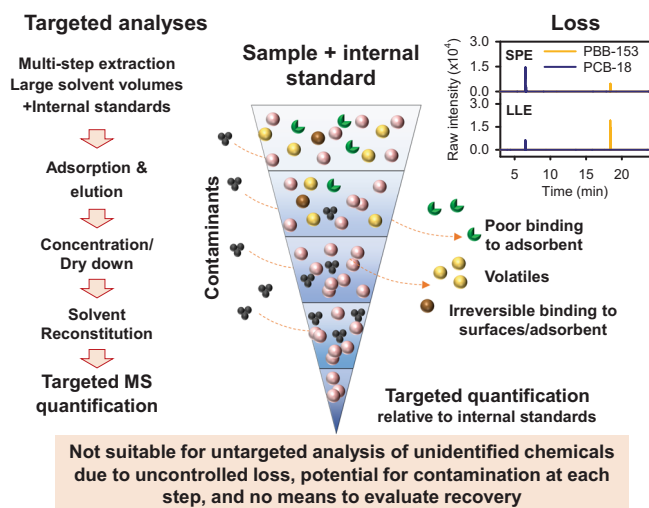 Targeted analyses
Multi-step extraction
Large solvent volumes
+Internal standards
Adsorption &
elution
Concentration/
Dry down
Solvent
Reconstitution
Targeted MS
quantification
Sample + internal
standard
Contaminants
Loss
Raw intensity (x10⁴)
3.0
1.5
0.0
3.0
1.5
0.0
SPE
LLE
PBB-153
PCB-18
5
10
15
20
Time (min)
Poor binding
to adsorbent
Volatiles
Irreversible binding to
surfaces/adsorbent
Targeted quantification
relative to internal standards
Not suitable for untargeted analysis of unidentified chemicals
due to uncontrolled loss, potential for contamination at each
step, and no means to evaluate recovery